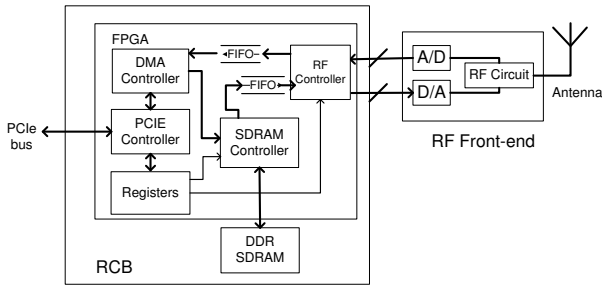 FPGA
DMA
Controller
FIFO
RF
Controller
FIFO
A/D
D/A
RF Circuit
Antenna
RF Front-end
PCIe
bus
PCIE
Controller
SDRAM
Controller
Registers
DDR
SDRAM
RCB